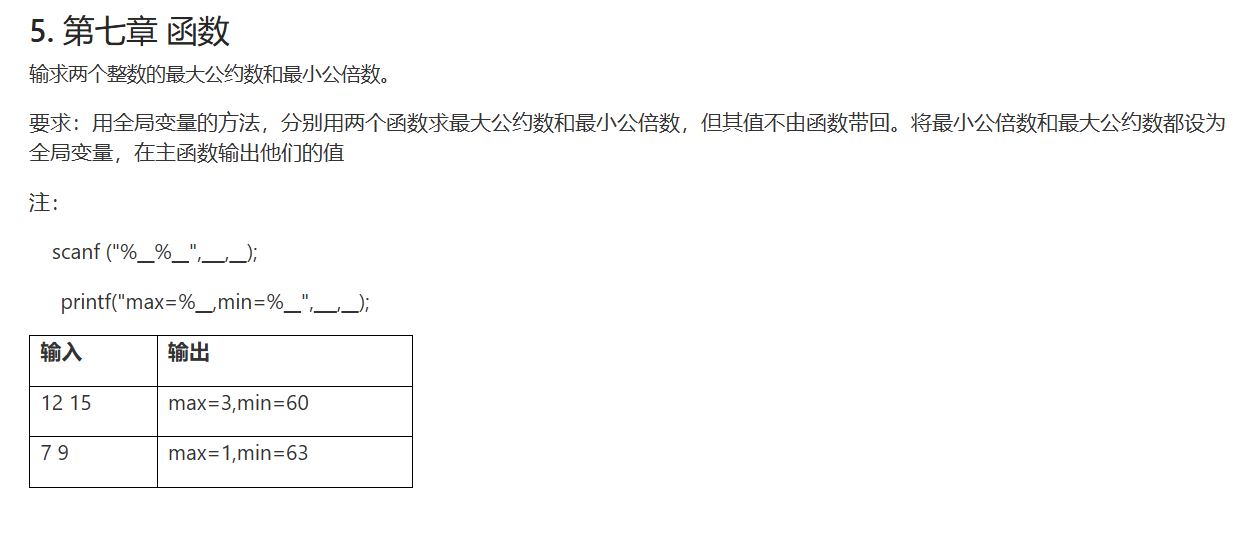 5. 第七章 函数
输求两个整数的最大公约数和最小公倍数。
要求：用全局变量的方法，分别用两个函数求最大公约数和最小公倍数，但其值不由函数带回。将最小公倍数和最大公约数都设为
全局变量，在主函数输出他们的值
注：
scanf ("%__%__",___,__);
printf("max=%__,min=%__",___,__);
输入 输出
12 15 max=3,min=60
7 9 max=1,min=63